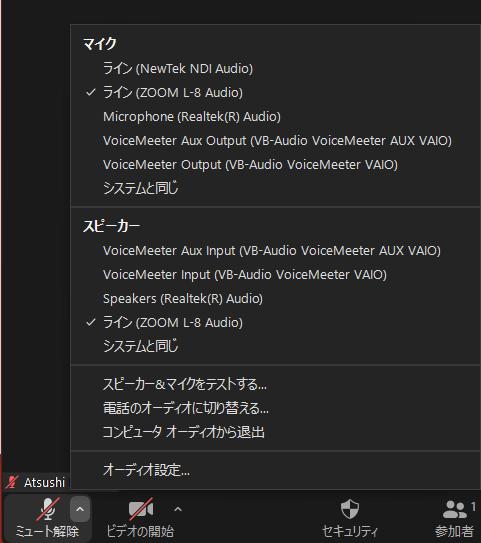 マイク
ライン (NewTek NDI Audio)
ライン (ZOOM L-8 Audio)
Microphone (Realtek(R) Audio)
VoiceMeeter Aux Output (VB-Audio VoiceMeeter AUX VAIO)
VoiceMeeter Output (VB-Audio VoiceMeeter VAIO)
システムと同じ
スピーカー
VoiceMeeter Aux Input (VB-Audio VoiceMeeter AUX VAIO)
VoiceMeeter Input (VB-Audio VoiceMeeter VAIO)
Speakers (Realtek(R) Audio)
ライン (ZOOM L-8 Audio)
システムと同じ
スピーカー&マイクをテストする...
電話のオーディオに切り替える...
コンピュータ オーディオから退出
オーディオ設定...
Atsushi
ミュート解除 ビデオの開始 セキュリティ 参加者 1